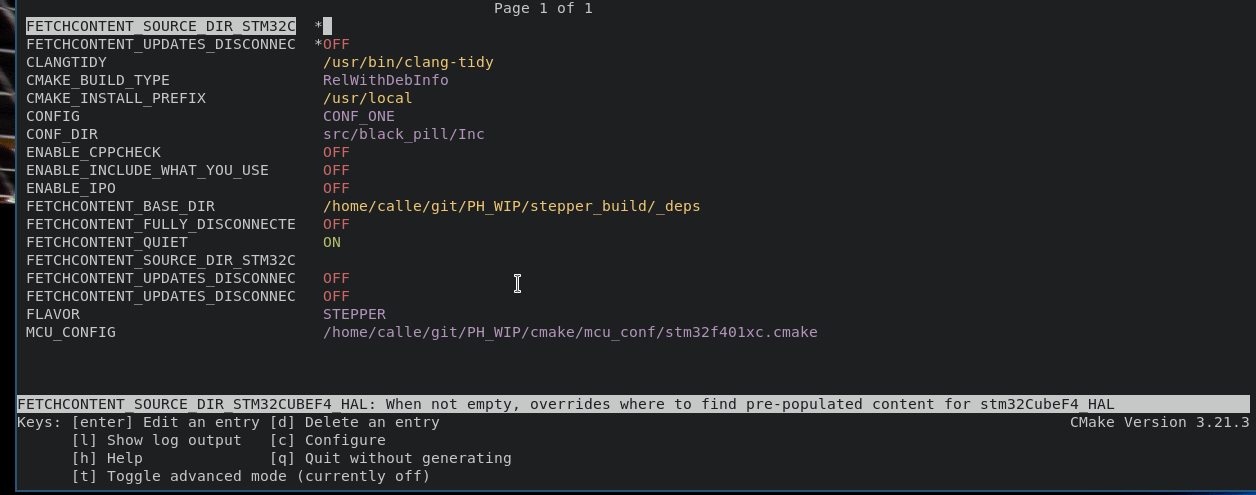 Page 1 of 1
FETCHCONTENT_SOURCE_DIR_STM32C *
FETCHCONTENT_UPDATES_DISCONNEC *OFF
CLANGTIDY /usr/bin/clang-tidy
CMAKE_BUILD_TYPE RelWithDebInfo
CMAKE_INSTALL_PREFIX /usr/local
CONFIG CONF_ONE
CONF_DIR src/black_pill/Inc
ENABLE_CPPCHECK OFF
ENABLE_INCLUDE_WHAT_YOU_USE OFF
ENABLE_IPO OFF
FETCHCONTENT_BASE_DIR /home/calle/git/PH_WIP/stepper_build/_deps
FETCHCONTENT_FULLY_DISCONNECTE OFF
FETCHCONTENT_QUIET ON
FETCHCONTENT_SOURCE_DIR_STM32C
FETCHCONTENT_UPDATES_DISCONNEC OFF
FETCHCONTENT_UPDATES_DISCONNEC OFF
FLAVOR STEPPER
MCU_CONFIG /home/calle/git/PH_WIP/cmake/mcu_conf/stm32f401xc.cmake
FETCHCONTENT_SOURCE_DIR_STM32CUBEF4_HAL: When not empty, overrides where to find pre-populated content for stm32CubeF4_HAL
Keys: [enter] Edit an entry [d] Delete an entry CMake Version 3.21.3
[l] Show log output [c] Configure
[h] Help [q] Quit without generating
[t] Toggle advanced mode (currently off)